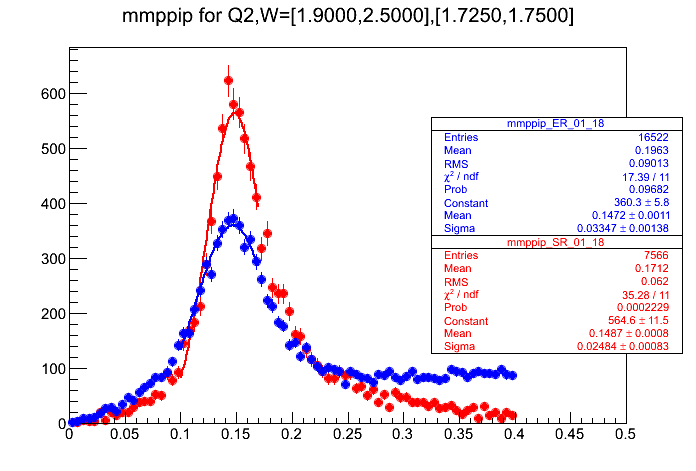 mmppip for Q2,W=[1.9000,2.5000],[1.7250,1.7500]
600
500
400
300
200
100
0
0 0.05 0.1 0.15 0.2 0.25 0.3 0.35 0.4 0.45 0.5
mmppip_ER_01_18
Entries 16522
Mean 0.1963
RMS 0.09013
χ² / ndf 17.39 / 11
Prob 0.09682
Constant 360.3 ± 5.8
Mean 0.1472 ± 0.0011
Sigma 0.03347 ± 0.00138
mmppip_SR_01_18
Entries 7566
Mean 0.1712
RMS 0.062
χ² / ndf 35.28 / 11
Prob 0.0002229
Constant 564.6 ± 11.5
Mean 0.1487 ± 0.0008
Sigma 0.02484 ± 0.00083